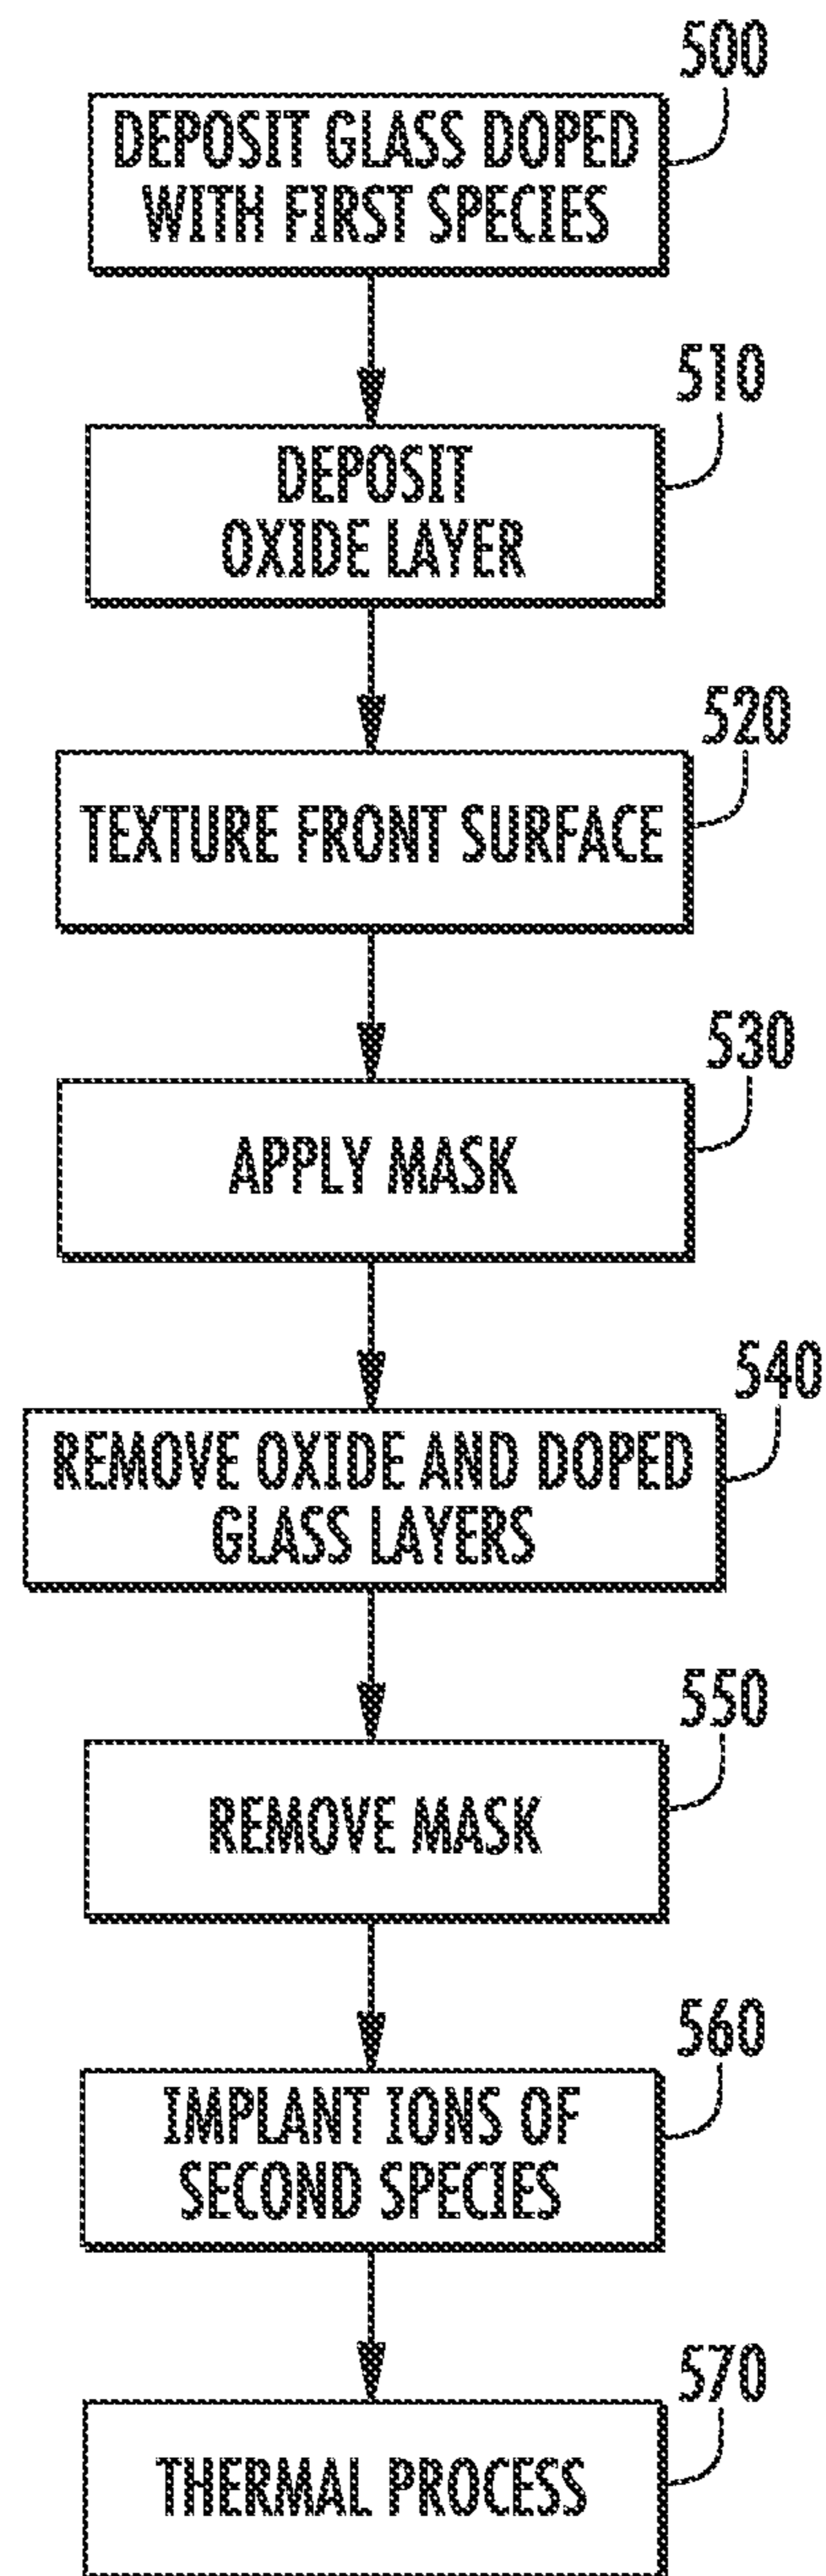 500
DEPOSIT GLASS DOPED
WITH FIRST SPECIES
510
DEPOSIT
OXIDE LAYER
520
TEXTURE FRONT SURFACE
530
APPLY MASK
540
REMOVE OXIDE AND DOPED
GLASS LAYERS
550
REMOVE MASK
560
IMPLANT IONS OF
SECOND SPECIES
570
THERMAL PROCESS